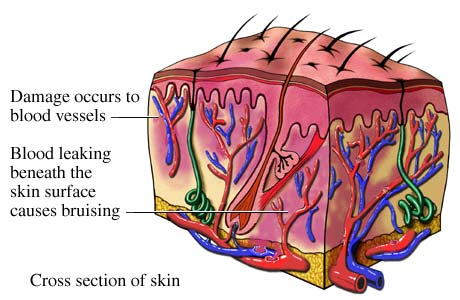 Damage occurs to
blood vessels
Blood leaking
beneath the
skin surface
causes bruising
Cross section of skin